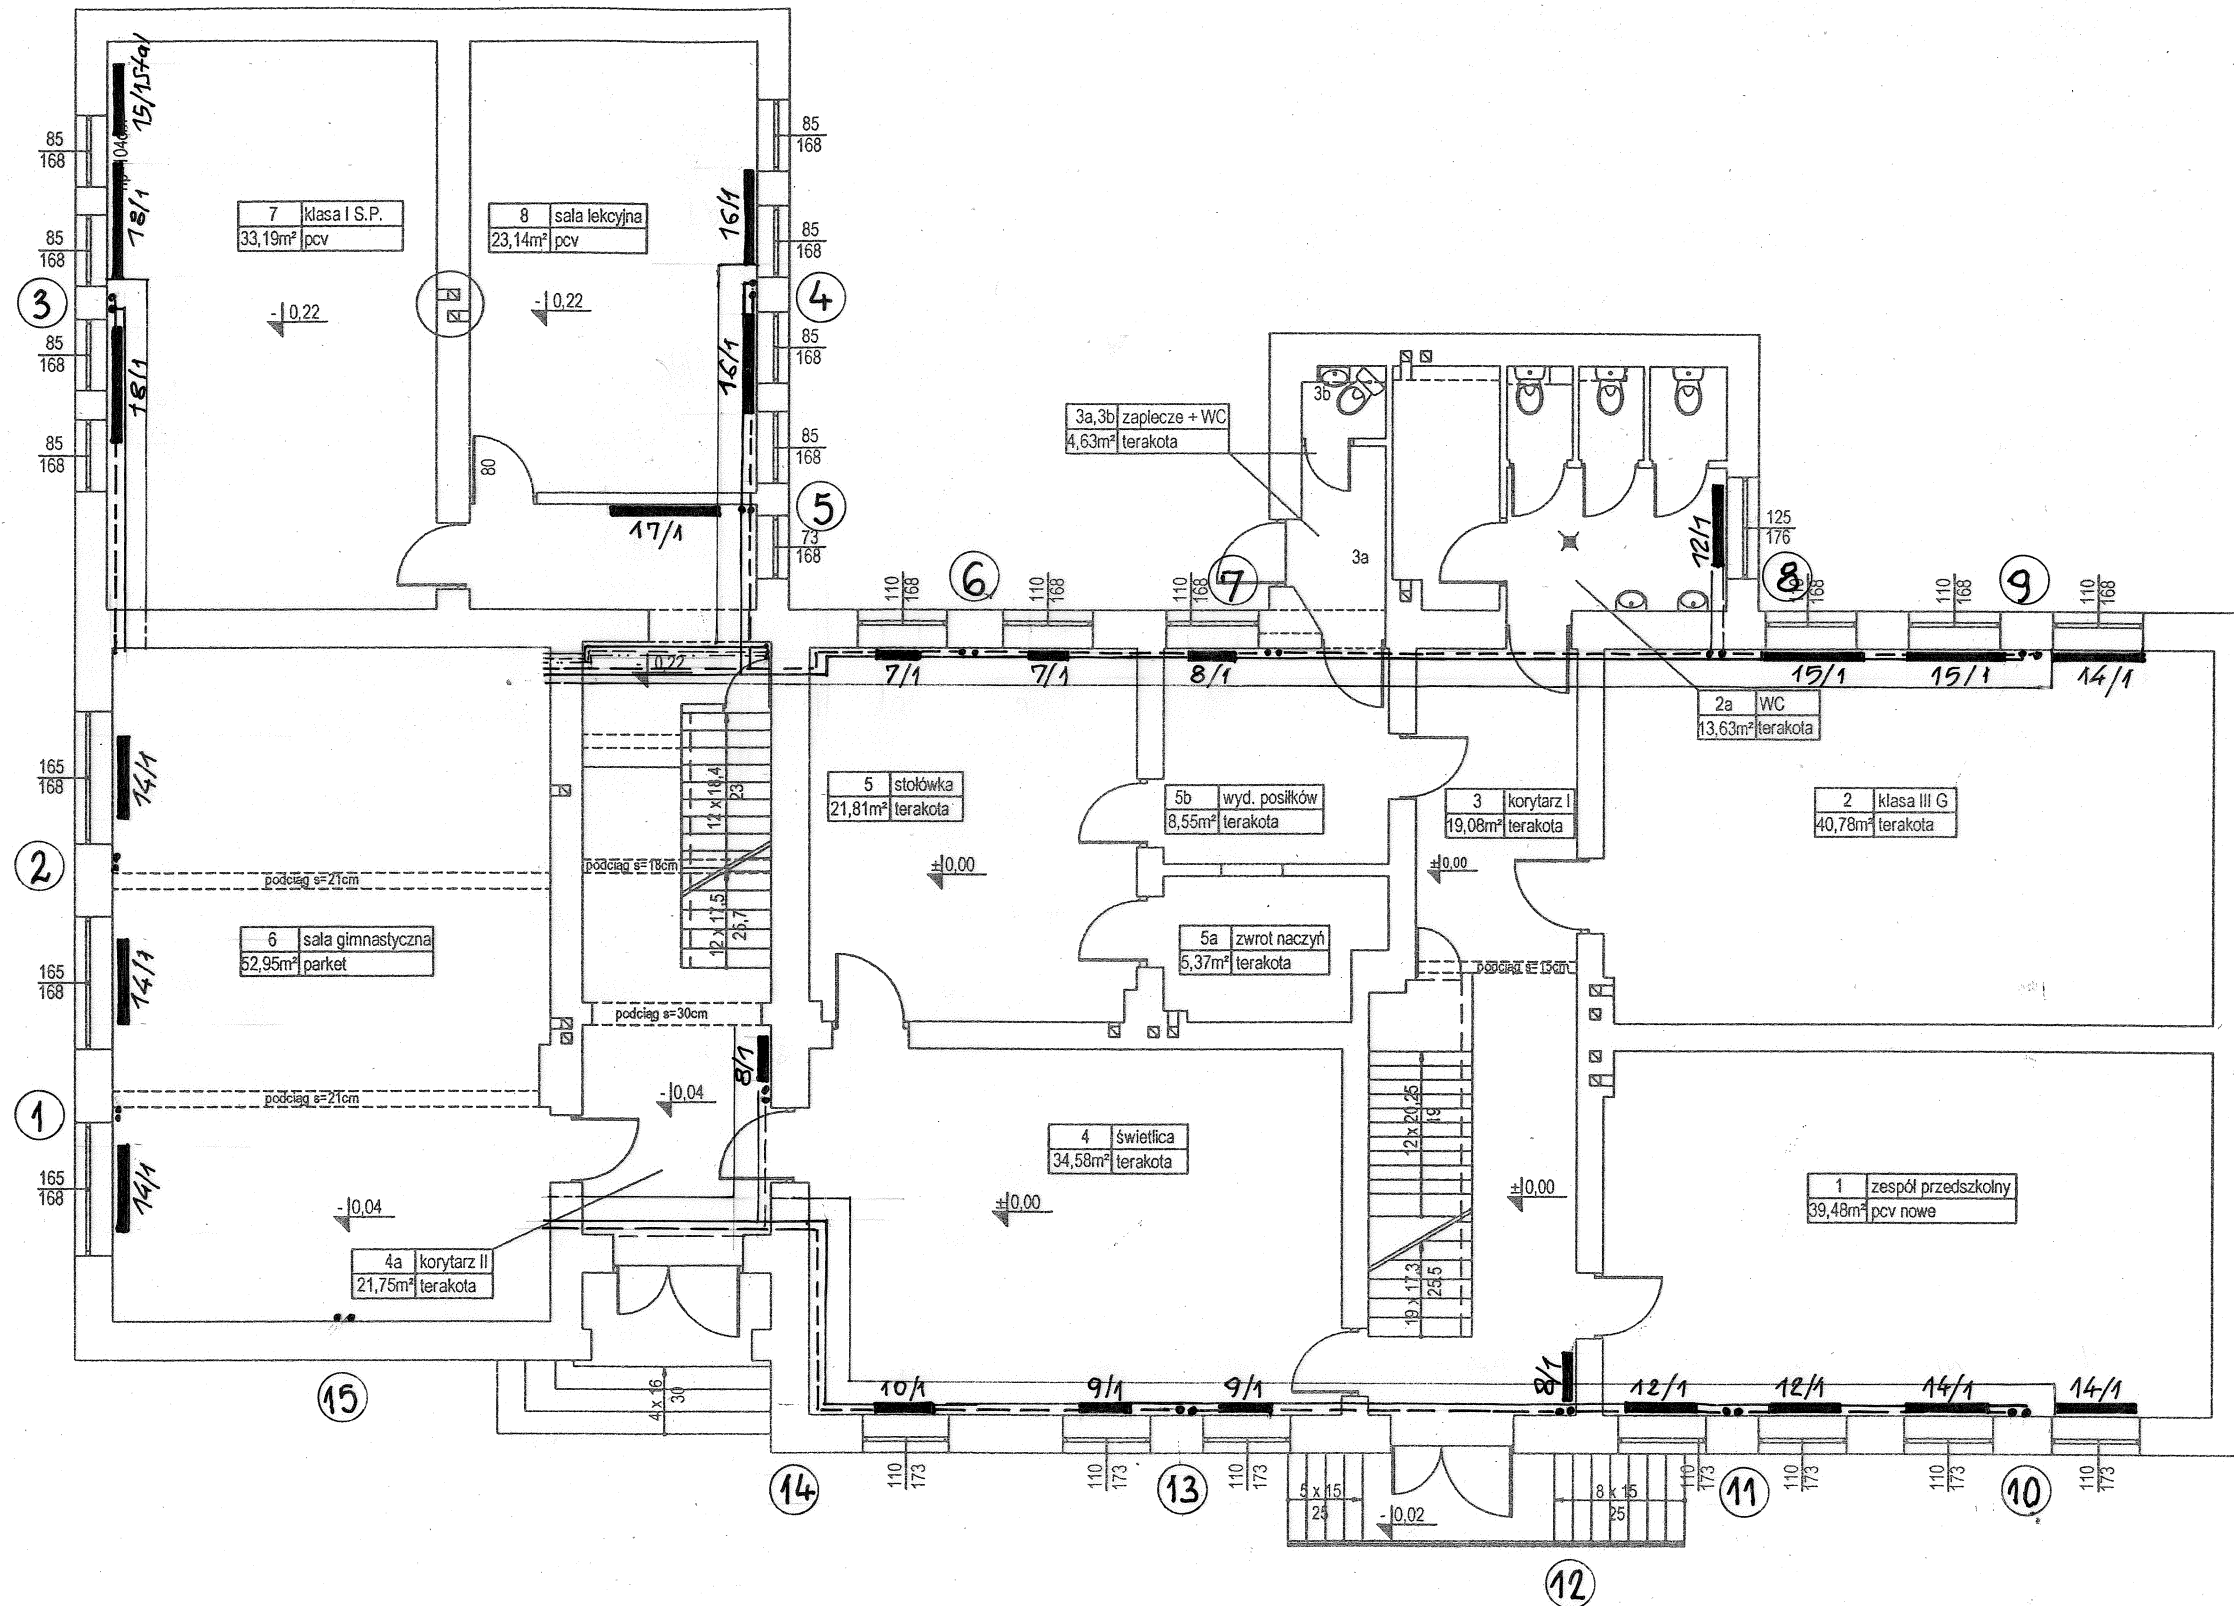 15/1stal
85
168
18/1
85
168
3
85
168
18/1
85
168
7 klasa I S.P.
33,19m² pcv
- 0,22
8 sala lekcyjna
23,14m² pcv
- 0,22
80
16/1
85
168
85
168
4
16/1
85
168
85
168
5
17/1
73
168
3a,3b zaplecze + WC
4,63m² terakota
3b
3a
12/1
125
176
110
168
6
110
168
110
168
7
8
168
110
168
9
110
168
0,22
7/1
7/1
8/1
15/1
15/1
14/1
2a WC
13,63m² terakota
165
168
14/1
2
podciąg s=21cm
6 sala gimnastyczna
52,95m² parket
165
168
14/1
podciąg s=21cm
1
165
168
14/1
- 0,04
12 x 18,4
23
podciąg s=18cm
12 x 17,5
25,7
podciąg s=30cm
8/1
- 0,04
4a korytarz II
21,75m² terakota
5 stołówka
21,81m² terakota
± 0,00
5b wyd. posiłków
8,55m² terakota
5a zwrot naczyń
5,37m² terakota
3 korytarz I
19,08m² terakota
± 0,00
podciąg s=15cm
2 klasa III G
40,78m² terakota
4 świetlica
34,58m² terakota
± 0,00
12 x 20,25
19
19 x 17,3
25,5
± 0,00
1 zespół przedszkolny
39,48m² pcv nowe
15
4 x 16
30
10/1
9/1
9/1
8/1
12/1
12/1
14/1
14/1
14
110
173
110
173
13
110
173
5 x 15
25
- 0,02
8 x 15
25
110
173
11
110
173
110
173
10
110
173
12